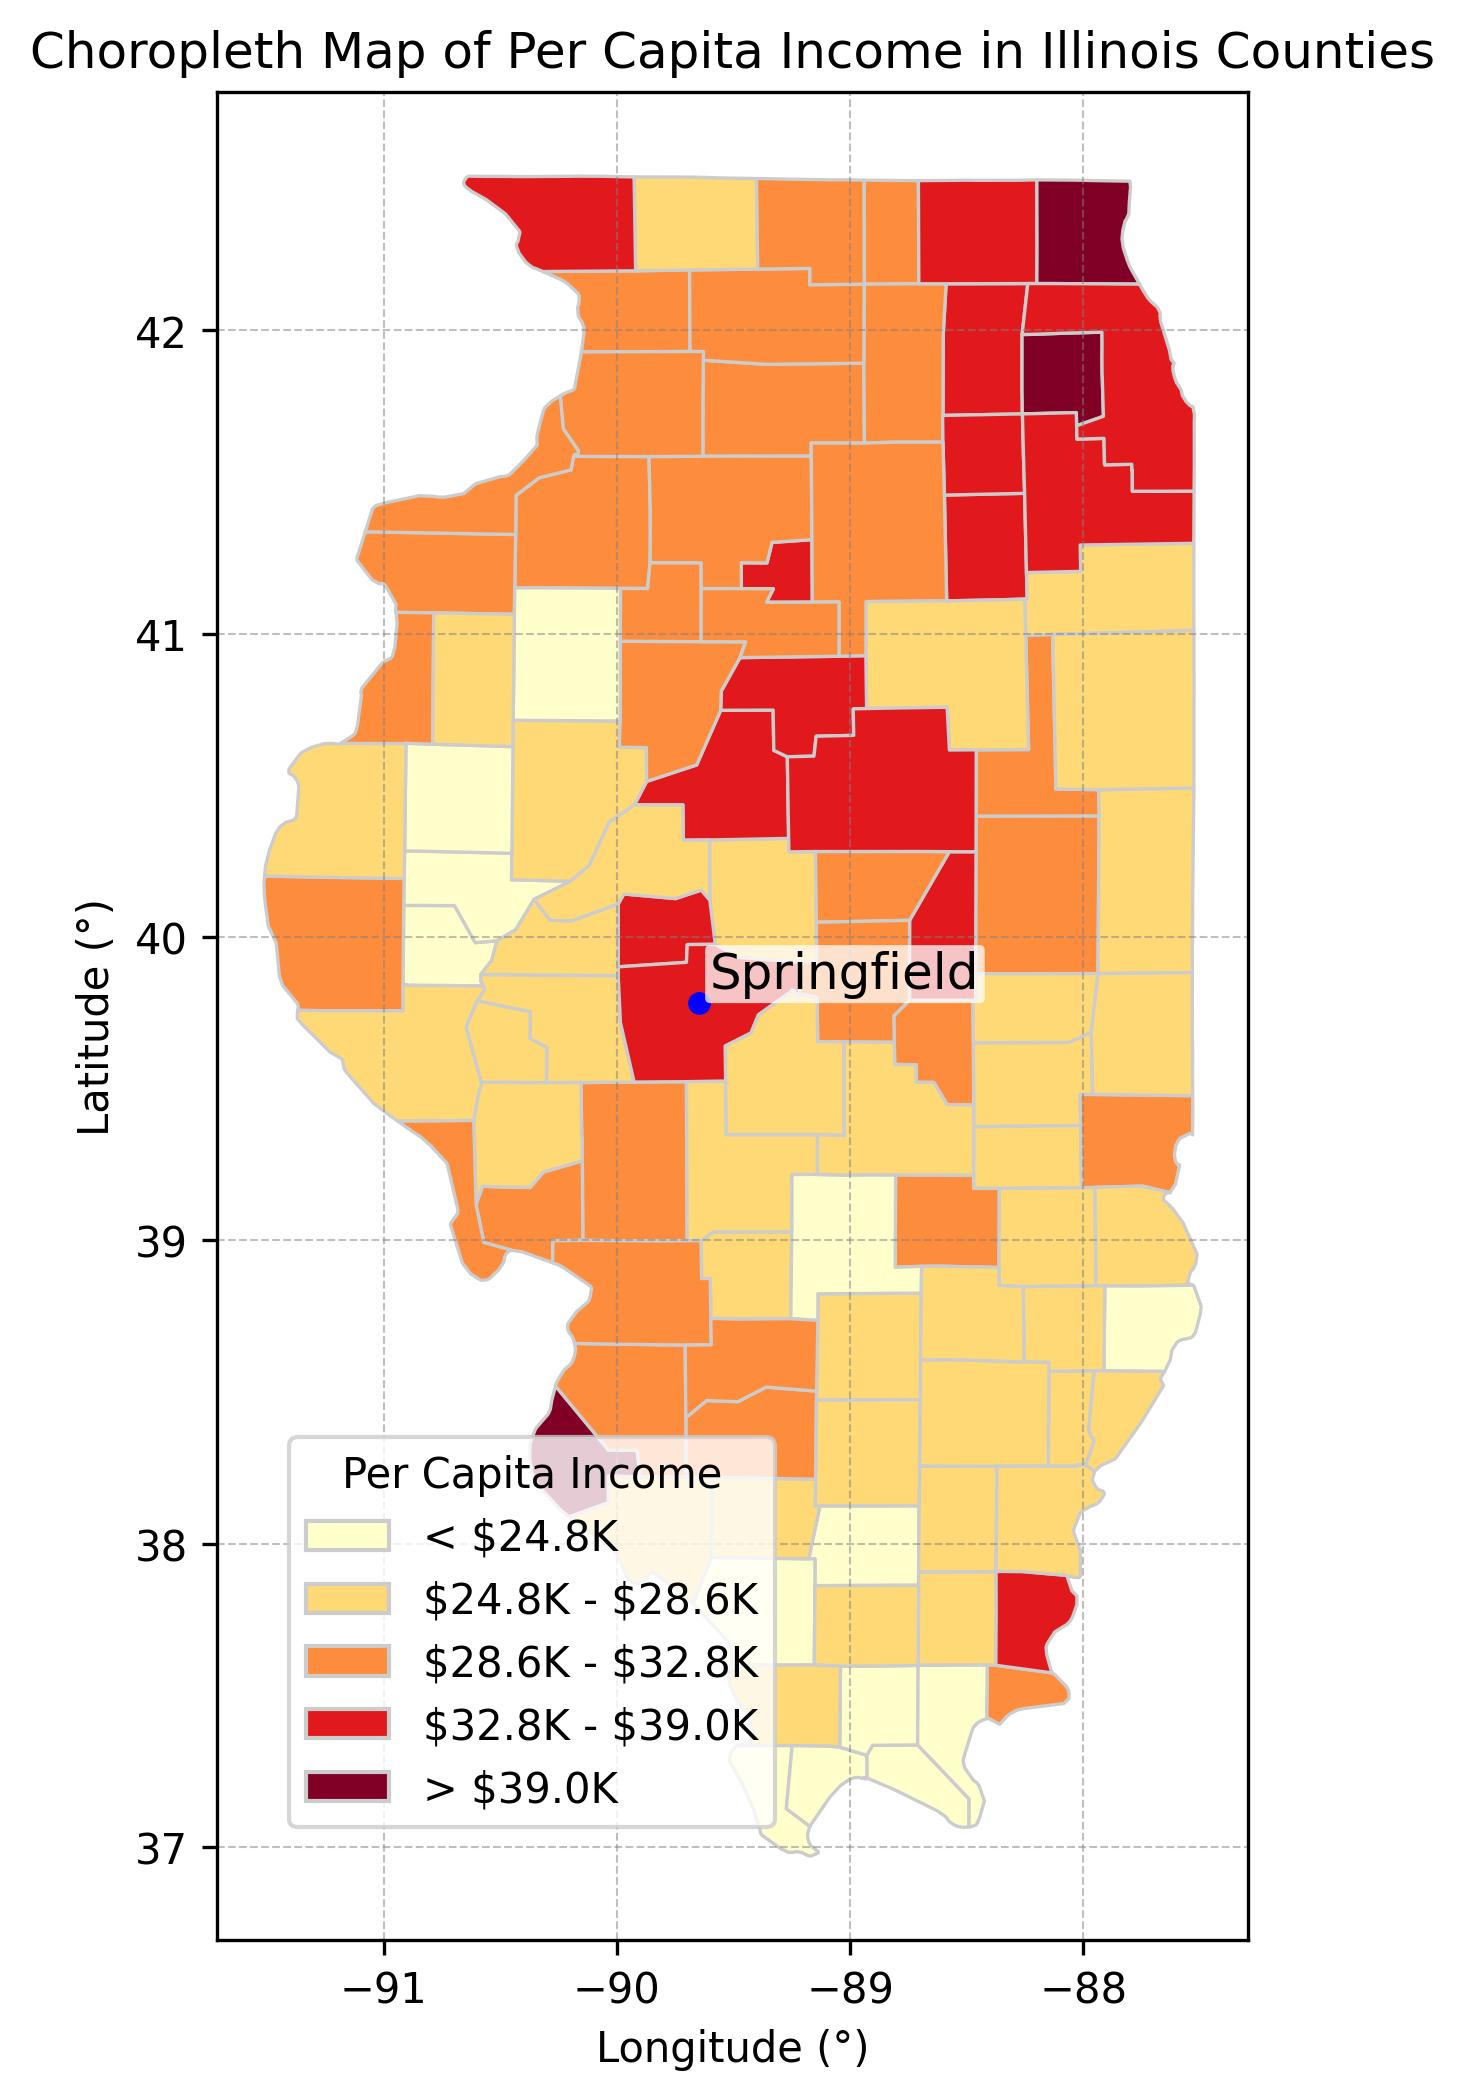 Choropleth Map of Per Capita Income in Illinois Counties
42
41
40
39
38
37
Latitude (°)
Springfield
Per Capita Income
< $24.8K
$24.8K - $28.6K
$28.6K - $32.8K
$32.8K - $39.0K
> $39.0K
−91
−90
−89
−88
Longitude (°)